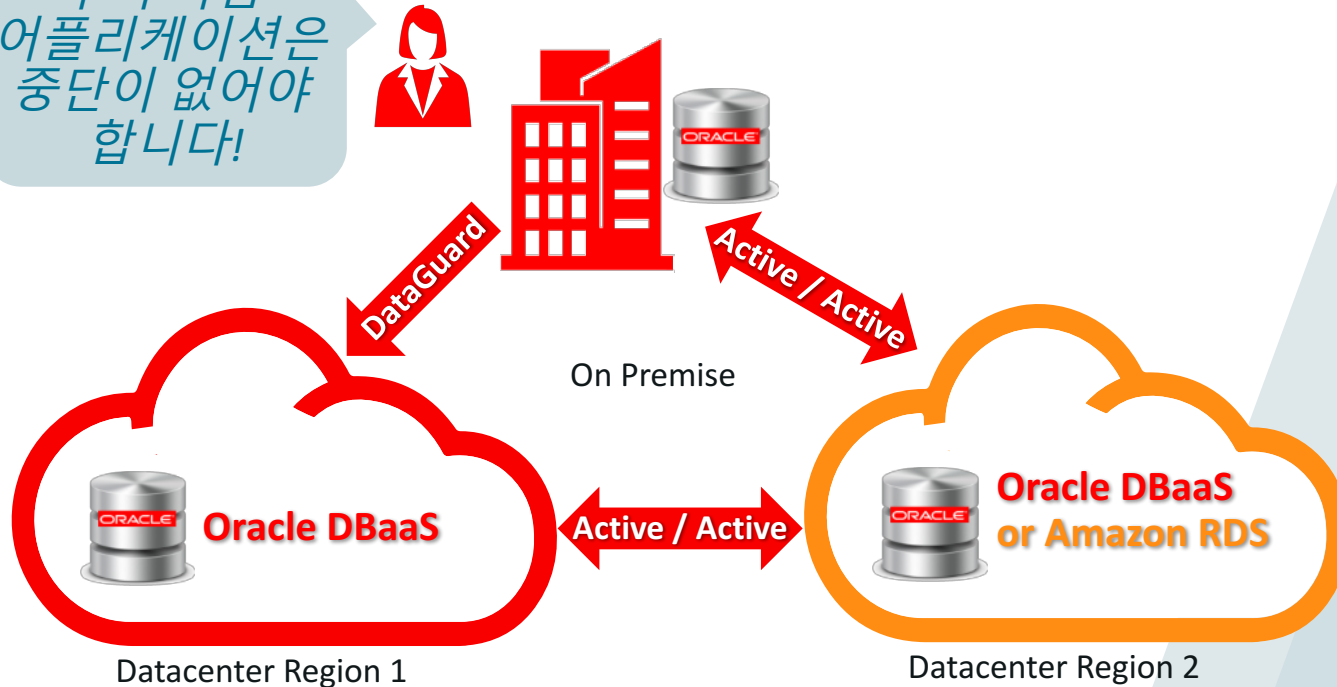 어플리케이션은
중단이 없어야
합니다!
ORACLE
DataGuard
Active / Active
On Premise
ORACLE
Oracle DBaaS
Active / Active
ORACLE
Oracle DBaaS
or Amazon RDS
Datacenter Region 1
Datacenter Region 2